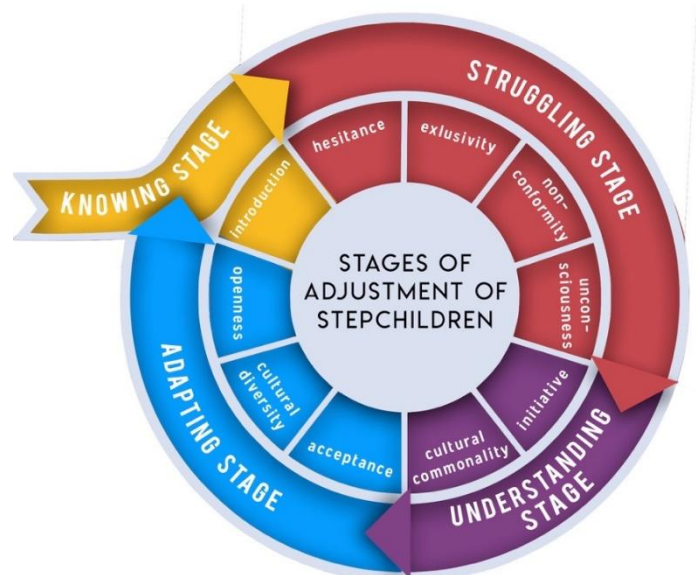 STAGES OF
ADJUSTMENT OF
STEPCHILDREN
KNOWING STAGE
introduction
STRUGGLING STAGE
hesitance
exlusivity
non-
conformity
uncon-
sciousness
UNDERSTANDING
STAGE
initiative
cultural
commonality
ADAPTING STAGE
acceptance
cultural
diversity
openness